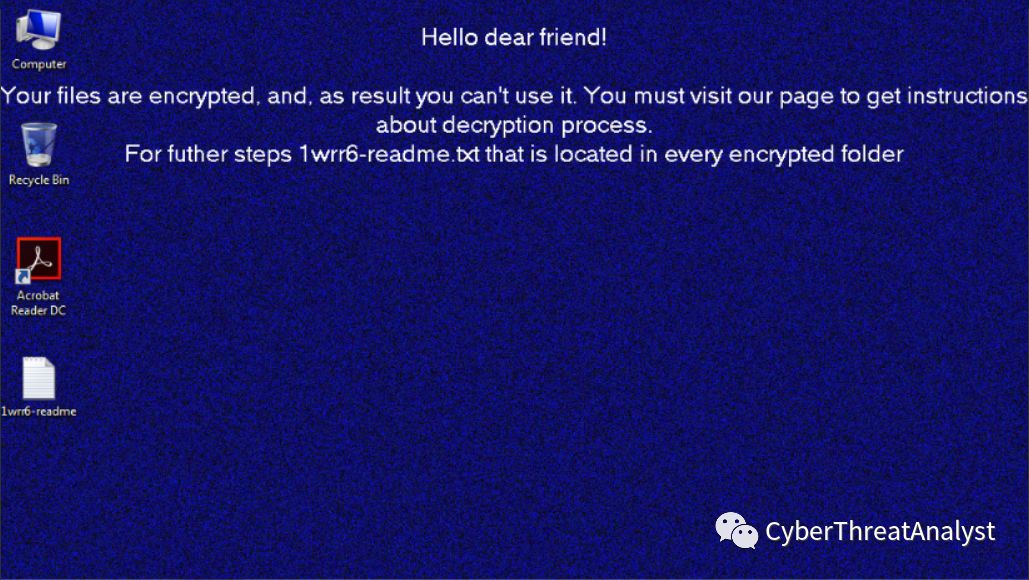 Hello dear friend!
Your files are encrypted, and, as result you can't use it. You must visit our page to get instructions
about decryption process.
For futher steps 1wrr6-readme.txt that is located in every encrypted folder
Computer
Recycle Bin
Acrobat
Reader DC
1wrr6-readme
CyberThreatAnalyst